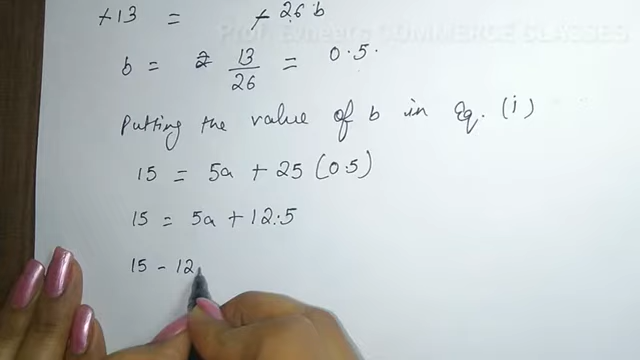 +13 = + 26 b
b = 13/26 = 0.5.
Putting the value of b in Eq. (i)
15 = 5a + 25 (0.5)
15 = 5a + 12.5
15 - 12